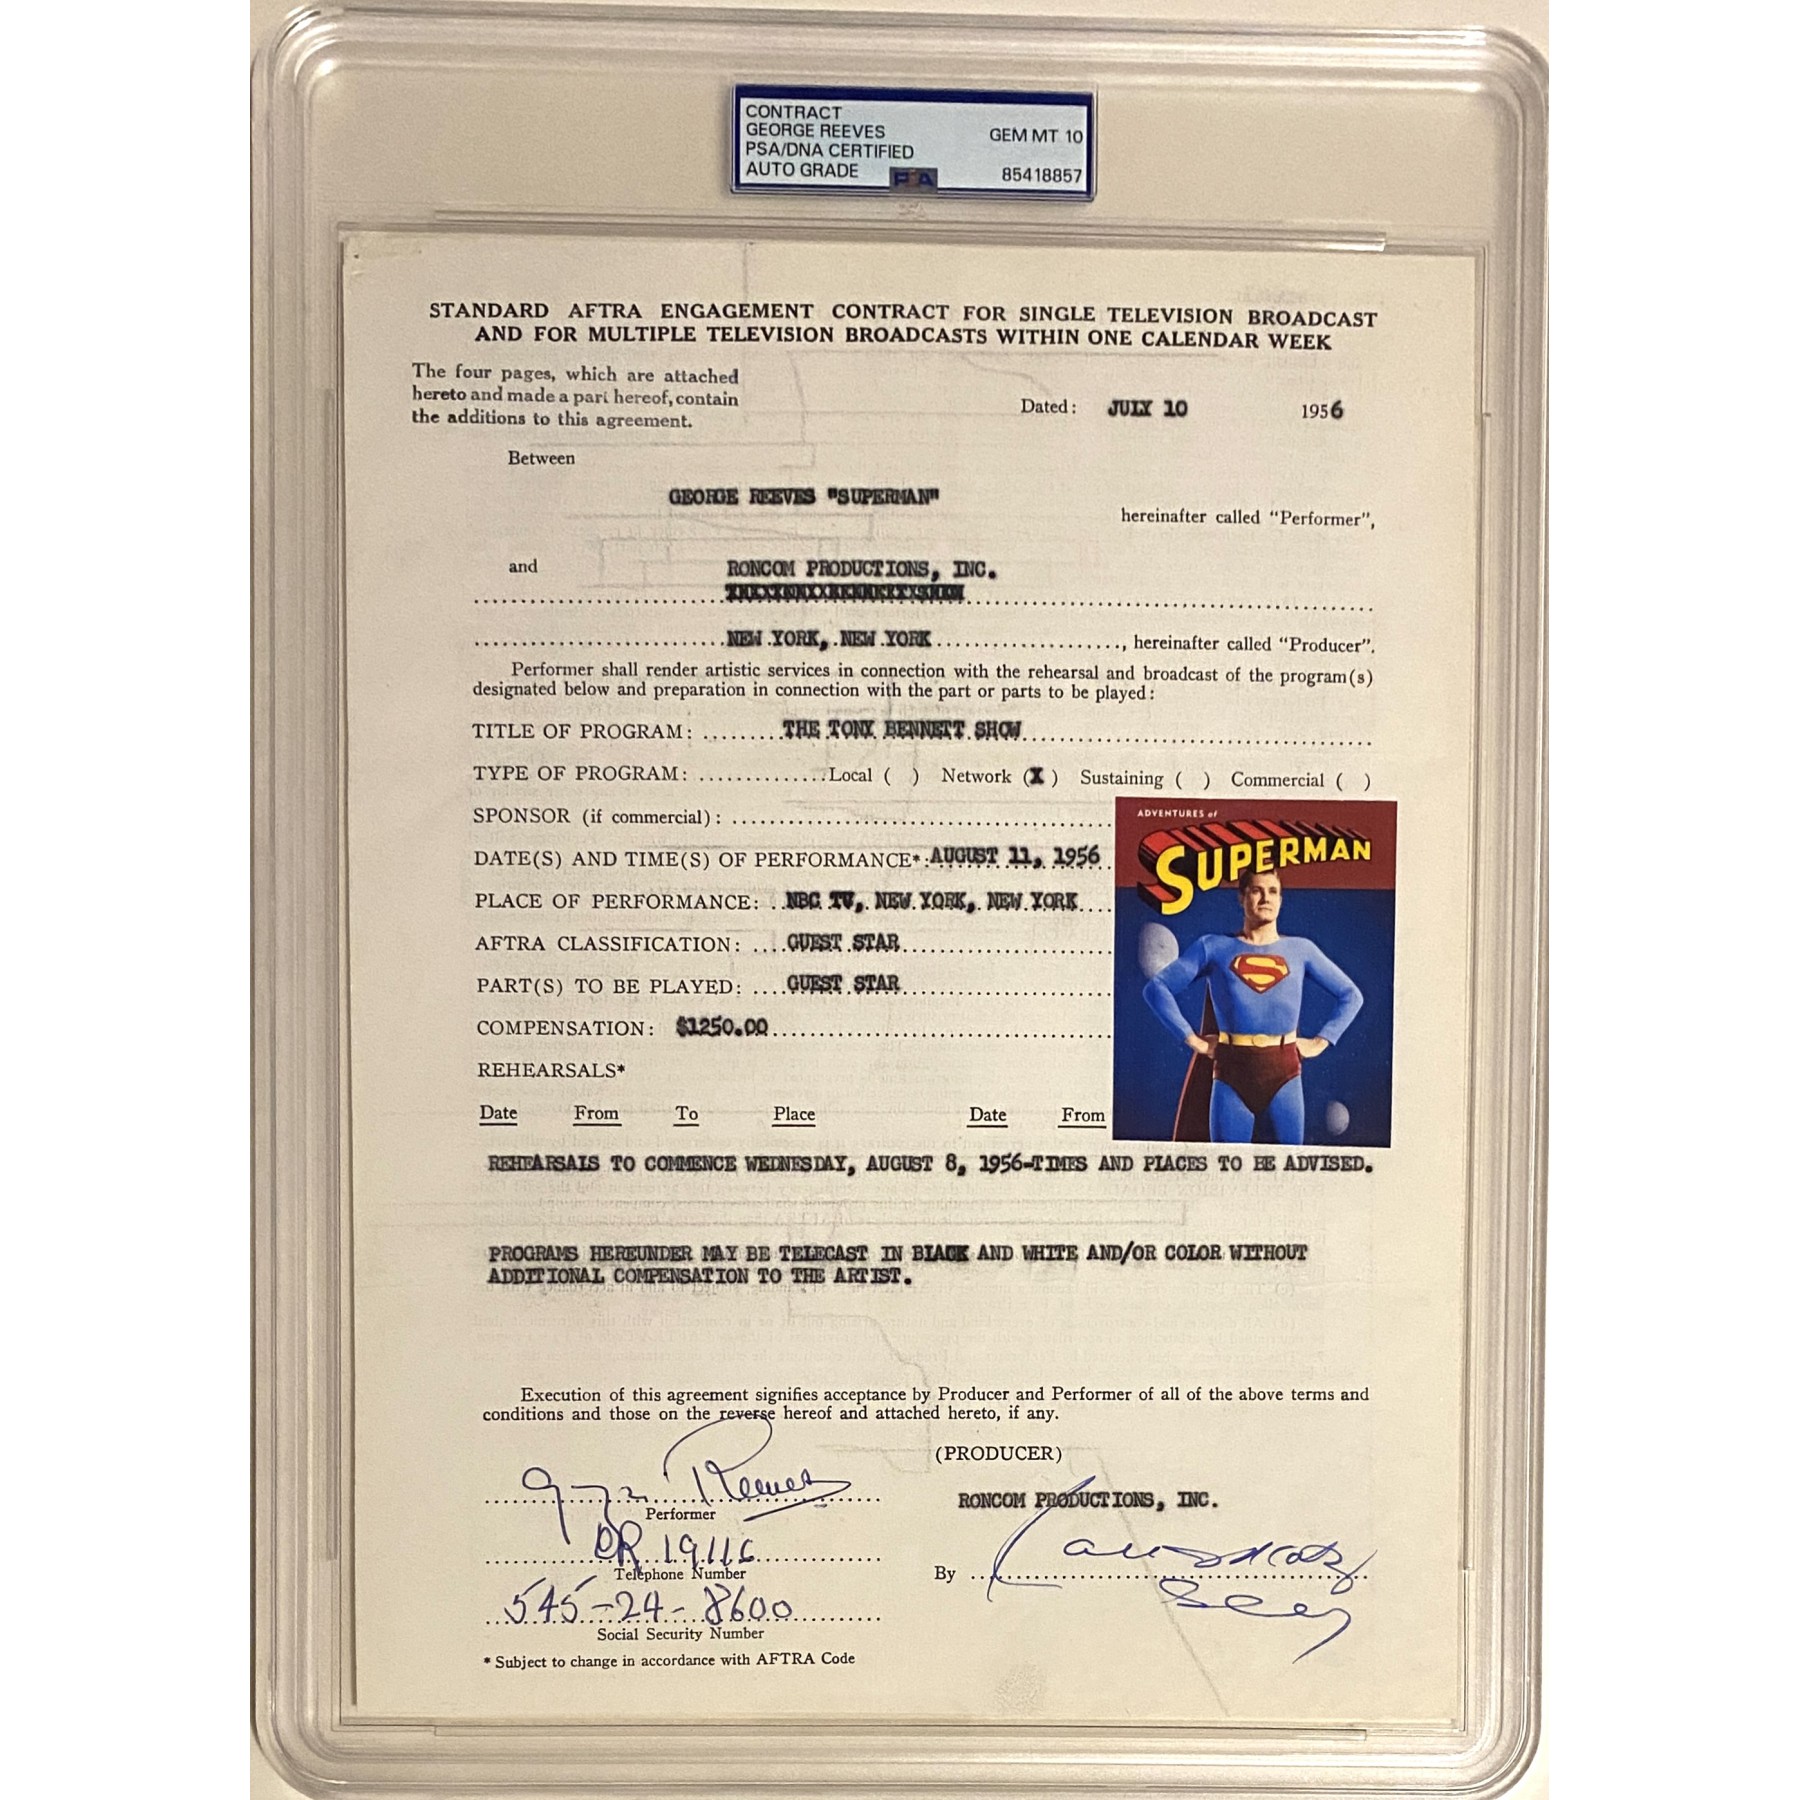 CONTRACT
GEORGE REEVES
PSA/DNA CERTIFIED
AUTO GRADE
GEM MT 10
85418857
PSA
STANDARD AFTRA ENGAGEMENT CONTRACT FOR SINGLE TELEVISION BROADCAST
AND FOR MULTIPLE TELEVISION BROADCASTS WITHIN ONE CALENDAR WEEK
The four pages, which are attached
hereto and made a part hereof, contain
the additions to this agreement.
Dated: JULY 10 1956
Between
GEORGE REEVES "SUPERMAN"
hereinafter called "Performer",
and RONCOM PRODUCTIONS, INC.
NEW YORK, NEW YORK, hereinafter called "Producer".
Performer shall render artistic services in connection with the rehearsal and broadcast of the program(s)
designated below and preparation in connection with the part or parts to be played:
TITLE OF PROGRAM: THE TONY BENNETT SHOW
TYPE OF PROGRAM: Local ( ) Network (X) Sustaining ( ) Commercial ( )
SPONSOR (if commercial):
DATE(S) AND TIME(S) OF PERFORMANCE*: AUGUST 11, 1956
PLACE OF PERFORMANCE: NBC TV, NEW YORK, NEW YORK
AFTRA CLASSIFICATION: GUEST STAR
PART(S) TO BE PLAYED: GUEST STAR
COMPENSATION: $1250.00
REHEARSALS*
ADVENTURES of
SUPERMAN
S
Date From To Place Date From
REHEARSALS TO COMMENCE WEDNESDAY, AUGUST 8, 1956-TIMES AND PLACES TO BE ADVISED.
PROGRAMS HEREUNDER MAY BE TELECAST IN BLACK AND WHITE AND/OR COLOR WITHOUT
ADDITIONAL COMPENSATION TO THE ARTIST.
Execution of this agreement signifies acceptance by Producer and Performer of all of the above terms and
conditions and those on the reverse hereof and attached hereto, if any.
George Reeves
Performer
CR 19116
Telephone Number
545-24-8600
Social Security Number
* Subject to change in accordance with AFTRA Code
(PRODUCER)
RONCOM PRODUCTIONS, INC.
By